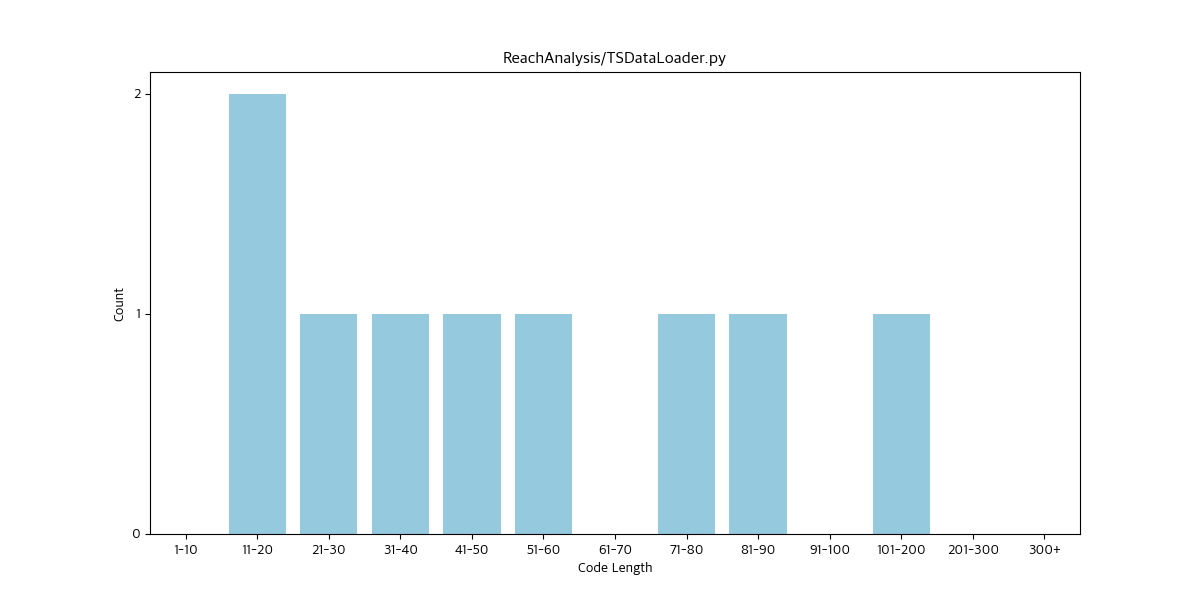 ReachAnalysis/TSDataLoader.py
2
1
0
Count
1-10 11-20 21-30 31-40 41-50 51-60 61-70 71-80 81-90 91-100 101-200 201-300 300+
Code Length